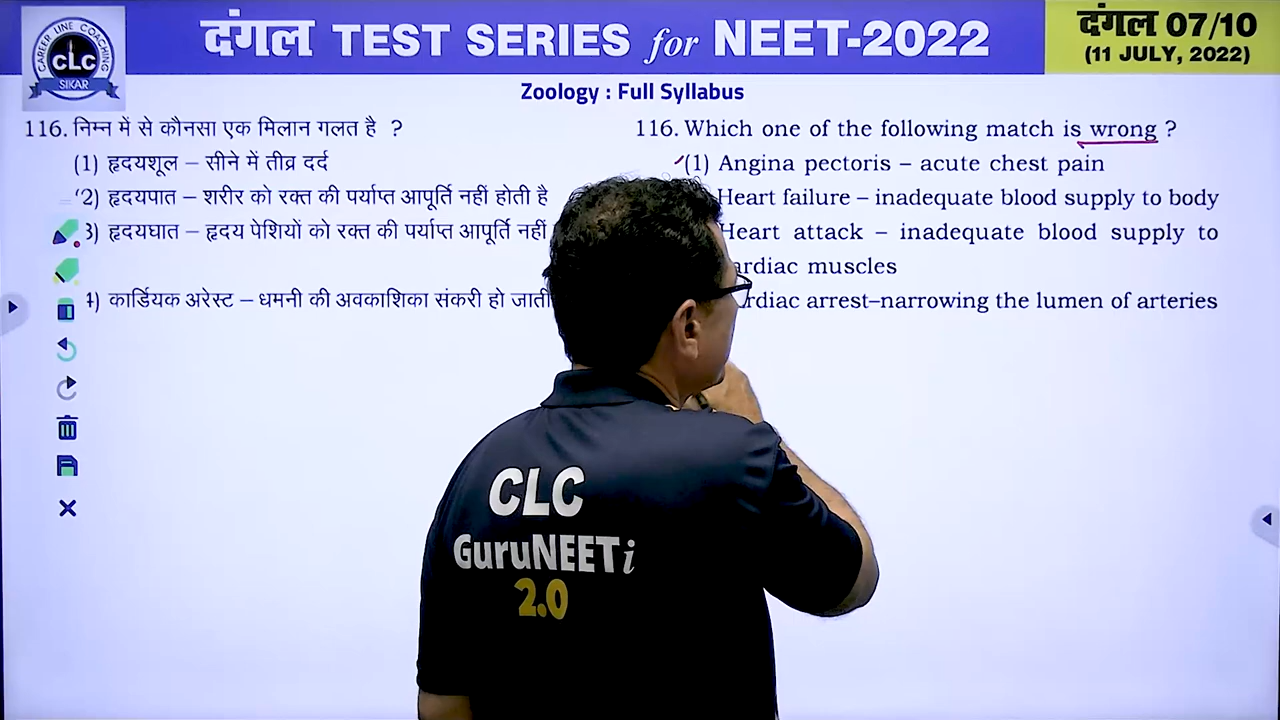 CAREER LINE COACHING
CLC
SIKAR
दंगल TEST SERIES for NEET-2022
दंगल 07/10
(11 JULY, 2022)
Zoology : Full Syllabus
116. निम्न में से कौनसा एक मिलान गलत है ?
(1) हृदयशूल – सीने में तीव्र दर्द
2) हृदयपात – शरीर को रक्त की पर्याप्त आपूर्ति नहीं होती है
3) हृदयघात – हृदय पेशियों को रक्त की पर्याप्त आपूर्ति नहीं
4) कार्डियक अरेस्ट – धमनी की अवकाशिका संकरी हो जाती
116. Which one of the following match is wrong ?
(1) Angina pectoris – acute chest pain
Heart failure – inadequate blood supply to body
Heart attack – inadequate blood supply to
ardiac muscles
rdiac arrest–narrowing the lumen of arteries
CLC
GuruNEETi
2.0